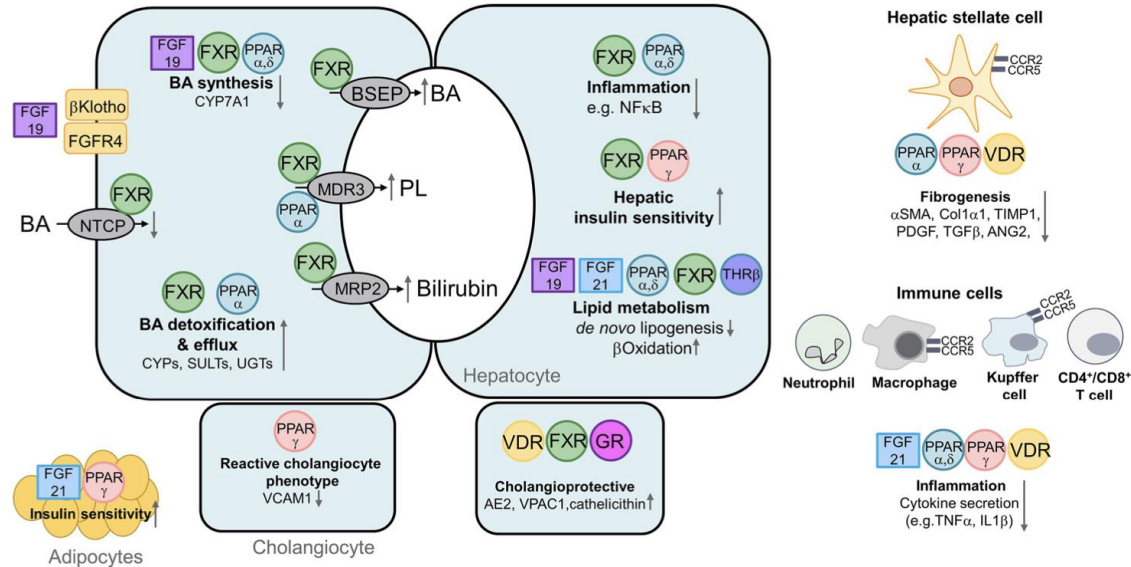 FGF
19
FXR
PPAR
α,δ
BA synthesis
CYP7A1
FGF
19
βKlotho
FGFR4
FXR
BA
NTCP
FXR
BSEP
BA
FXR
MDR3
PL
PPAR
α
FXR
MRP2
Bilirubin
FXR
PPAR
α
BA detoxification
& efflux
CYPs, SULTs, UGTs
FXR
PPAR
α,δ
Inflammation
e.g. NFκB
FXR
PPAR
γ
Hepatic
insulin sensitivity
FGF
19
FGF
21
PPAR
α,δ
FXR
THRβ
Lipid metabolism
de novo lipogenesis
βOxidation
Hepatocyte
PPAR
γ
Reactive cholangiocyte
phenotype
VCAM1
Cholangiocyte
VDR
FXR
GR
Cholangioprotective
AE2, VPAC1,cathelicithin
FGF
21
PPAR
γ
Insulin sensitivity
Adipocytes
Hepatic stellate cell
CCR2
CCR5
PPAR
α
PPAR
γ
VDR
Fibrogenesis
αSMA, Col1α1, TIMP1,
PDGF, TGFβ, ANG2,
Immune cells
CCR2
CCR5
CCR2
CCR5
Neutrophil
Macrophage
Kupffer
cell
CD4⁺/CD8⁺
T cell
FGF
21
PPAR
α,δ
PPAR
γ
VDR
Inflammation
Cytokine secretion
(e.g.TNFα, IL1β)